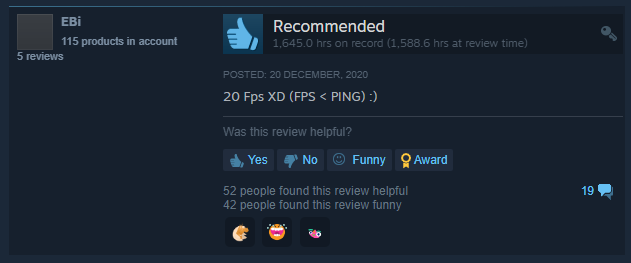 EBi
115 products in account
5 reviews
Recommended
1,645.0 hrs on record (1,588.6 hrs at review time)
POSTED: 20 DECEMBER, 2020
20 Fps XD (FPS < PING) :)
Was this review helpful?
Yes No Funny Award
52 people found this review helpful
42 people found this review funny
19